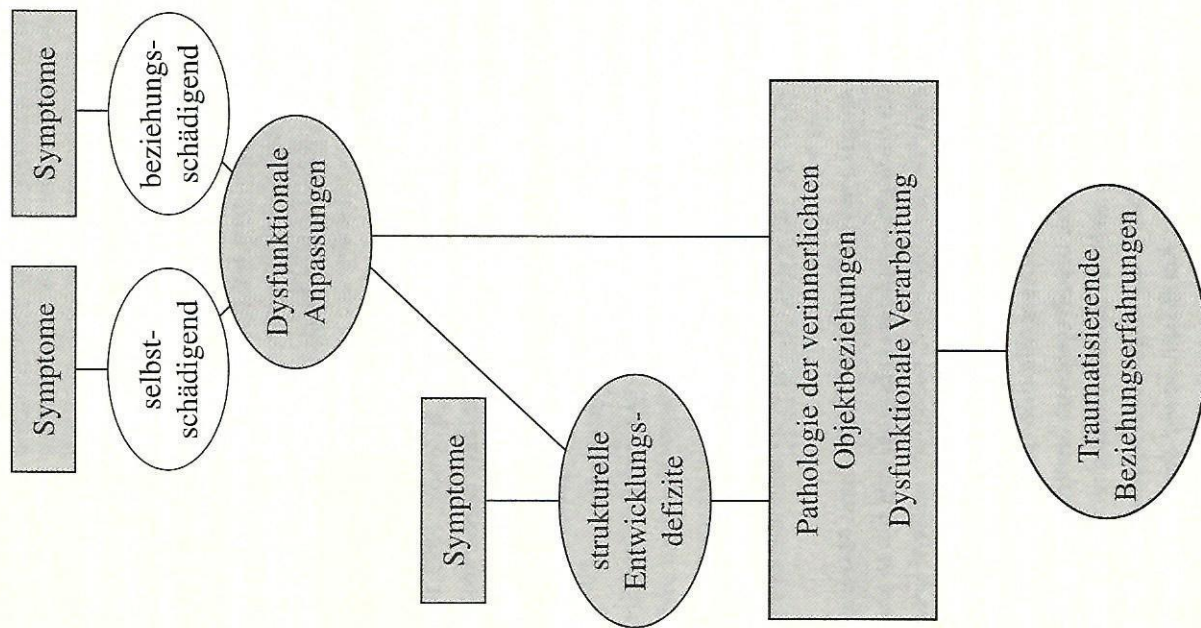 Symptome
Symptome
selbst-
schädigend
beziehungs-
schädigend
Dysfunktionale
Anpassungen
Symptome
strukturelle
Entwicklungs-
defizite
Pathologie der verinnerlichten
Objektbeziehungen
Dysfunktionale Verarbeitung
Traumatisierende
Beziehungserfahrungen